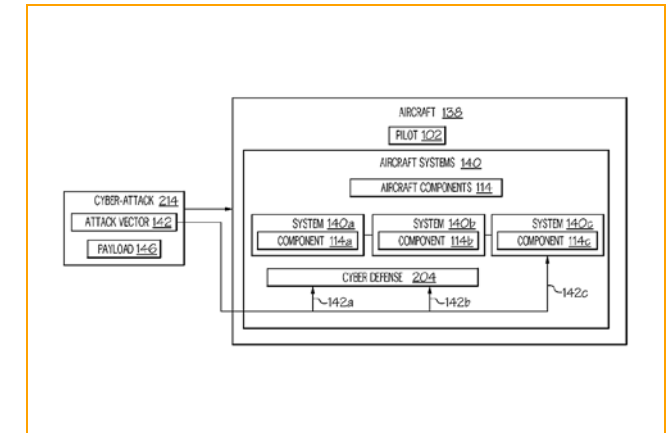 AIRCRAFT 138
PILOT 102
AIRCRAFT SYSTEMS 140
AIRCRAFT COMPONENTS 114
CYBER-ATTACK 214
ATTACK VECTOR 142
PAYLOAD 146
SYSTEM 140a
COMPONENT 114a
SYSTEM 140b
COMPONENT 114b
SYSTEM 140c
COMPONENT 114c
CYBER DEFENSE 204
142a
142b
142c